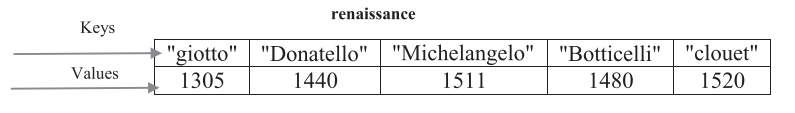 renaissance
Keys
"giotto" "Donatello" "Michelangelo" "Botticelli" "clouet"
Values
1305 1440 1511 1480 1520